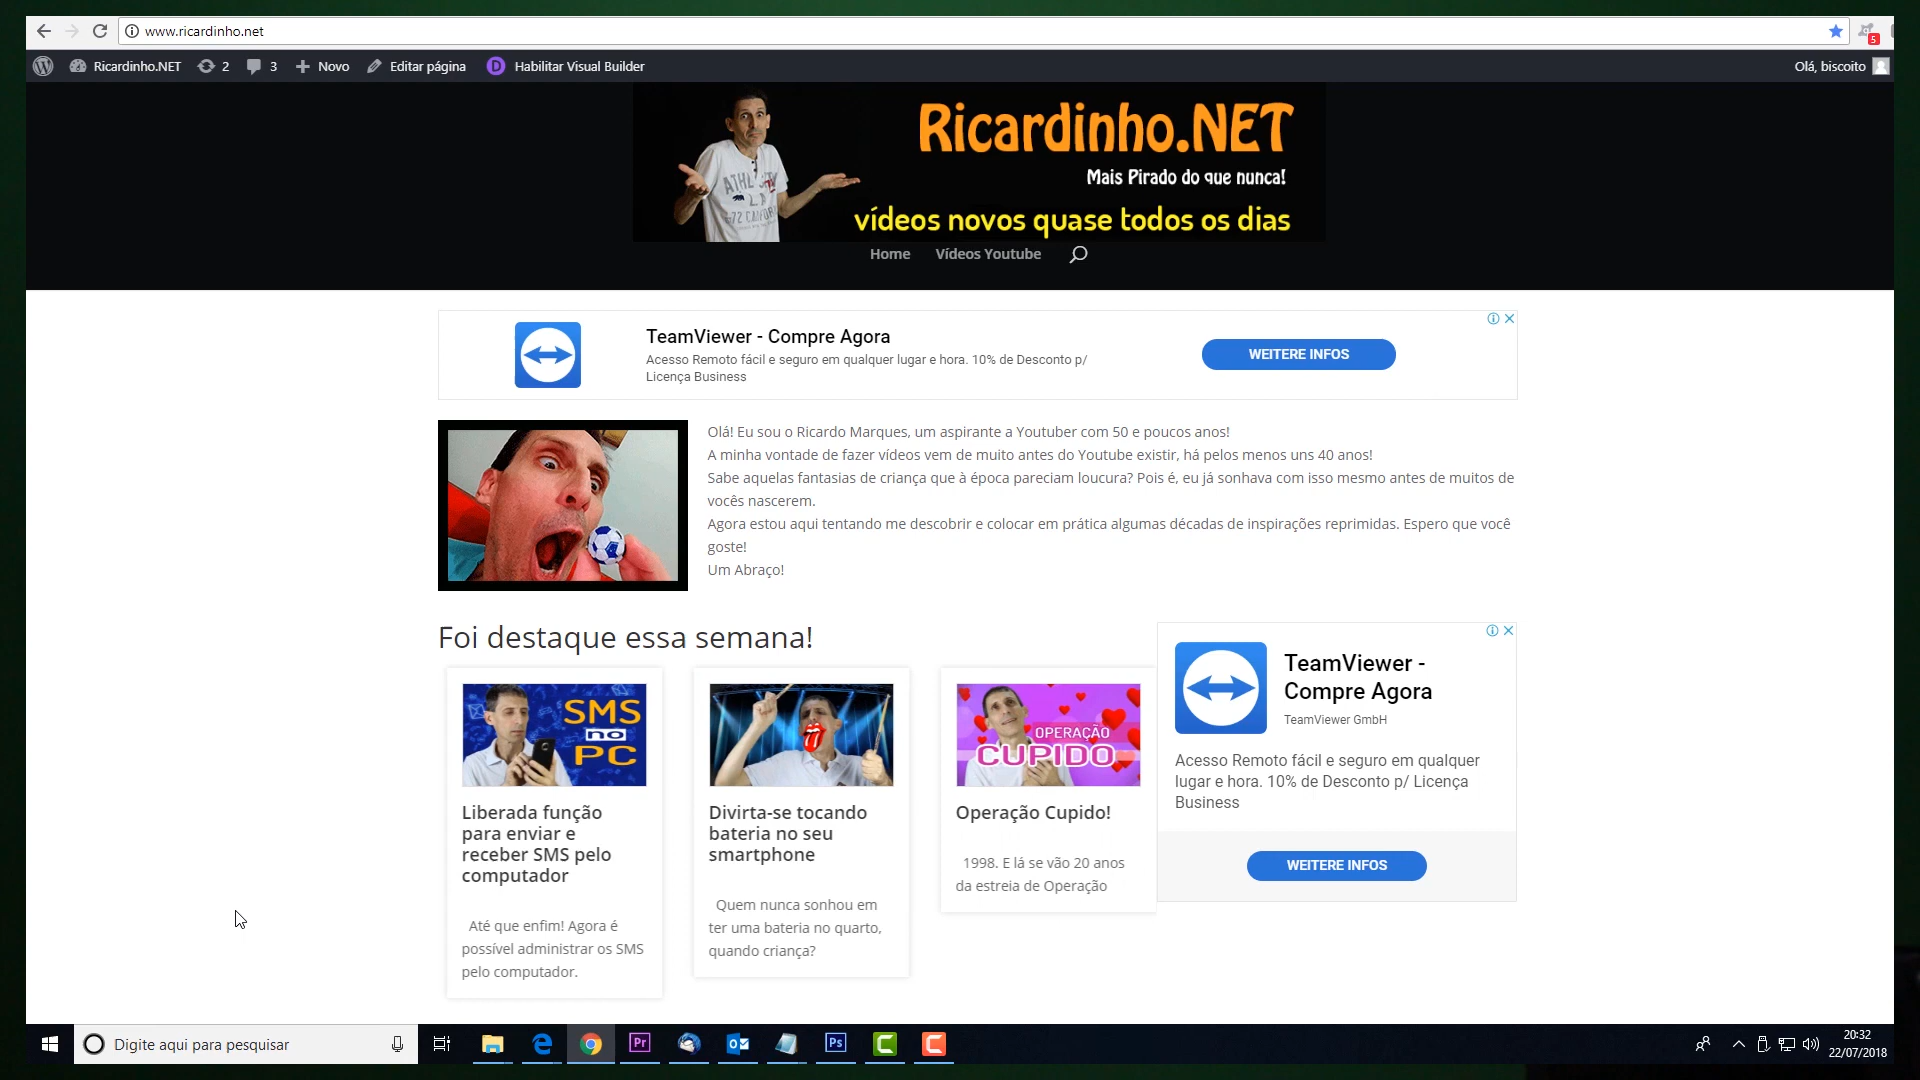 www.ricardinho.net
5
Ricardinho.NET 2 3 Novo Editar página Habilitar Visual Builder Olá, biscoito
Ricardinho.NET
Mais Pirado do que nunca!
vídeos novos quase todos os dias
Home Vídeos Youtube
TeamViewer - Compre Agora
Acesso Remoto fácil e seguro em qualquer lugar e hora. 10% de Desconto p/
Licença Business
WEITERE INFOS
Olá! Eu sou o Ricardo Marques, um aspirante a Youtuber com 50 e poucos anos!
A minha vontade de fazer vídeos vem de muito antes do Youtube existir, há pelos menos uns 40 anos!
Sabe aquelas fantasias de criança que à época pareciam loucura? Pois é, eu já sonhava com isso mesmo antes de muitos de
vocês nascerem.
Agora estou aqui tentando me descobrir e colocar em prática algumas décadas de inspirações reprimidas. Espero que você
goste!
Um Abraço!
Foi destaque essa semana!
SMS
no
PC
Liberada função
para enviar e
receber SMS pelo
computador
Até que enfim! Agora é
possível administrar os SMS
pelo computador.
Divirta-se tocando
bateria no seu
smartphone
Quem nunca sonhou em
ter uma bateria no quarto,
quando criança?
OPERAÇÃO
CUPIDO
Operação Cupido!
1998. E lá se vão 20 anos
da estreia de Operação
TeamViewer -
Compre Agora
TeamViewer GmbH
Acesso Remoto fácil e seguro em qualquer
lugar e hora. 10% de Desconto p/ Licença
Business
WEITERE INFOS
Digite aqui para pesquisar
Pr
Ps
20:32
22/07/2018